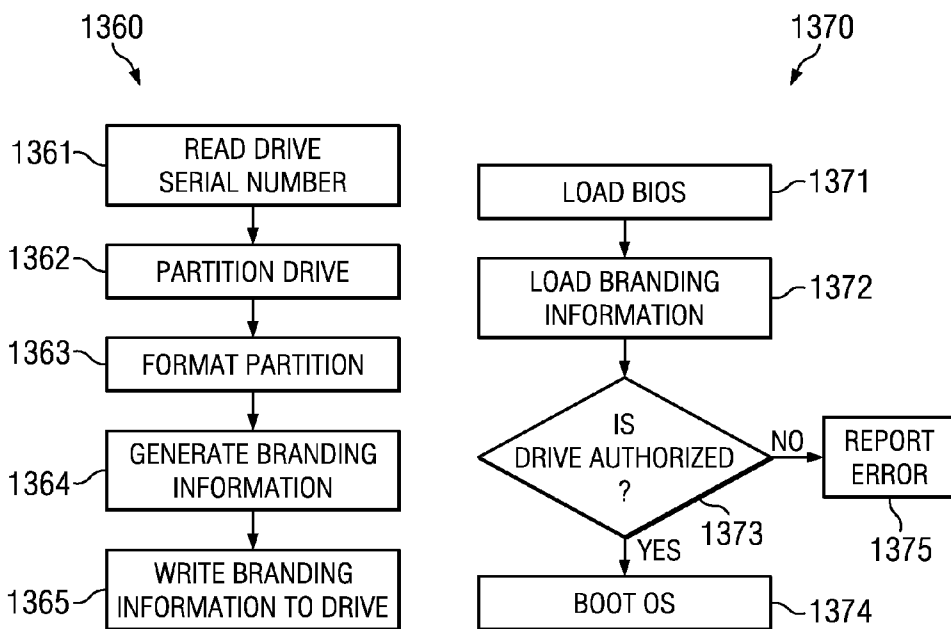 1360
1361
READ DRIVE
SERIAL NUMBER
1362
PARTITION DRIVE
1363
FORMAT PARTITION
1364
GENERATE BRANDING
INFORMATION
1365
WRITE BRANDING
INFORMATION TO DRIVE
1370
LOAD BIOS
1371
LOAD BRANDING
INFORMATION
1372
IS
DRIVE AUTHORIZED
?
1373
NO
REPORT
ERROR
1375
YES
BOOT OS
1374